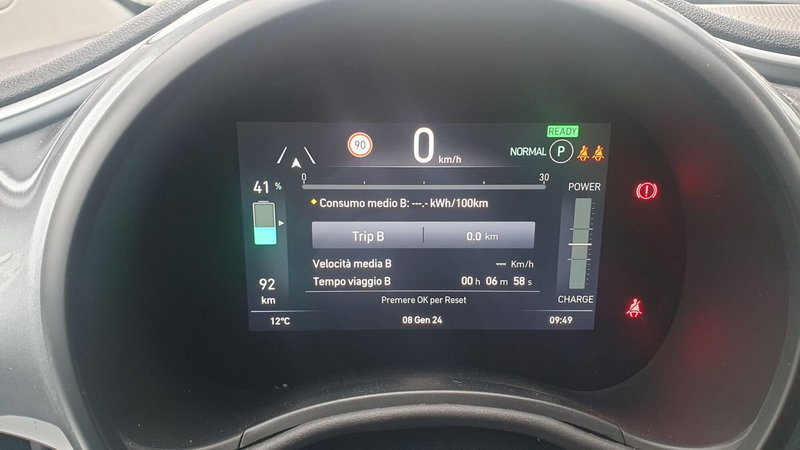 READY
90
0 km/h
NORMAL P
41 %
0 30
POWER
Consumo medio B: ---.- kWh/100km
Trip B 0.0 km
Velocità media B --- Km/h
92
km
Tempo viaggio B 00 h 06 m 58 s
Premere OK per Reset
CHARGE
12°C 08 Gen 24 09:49